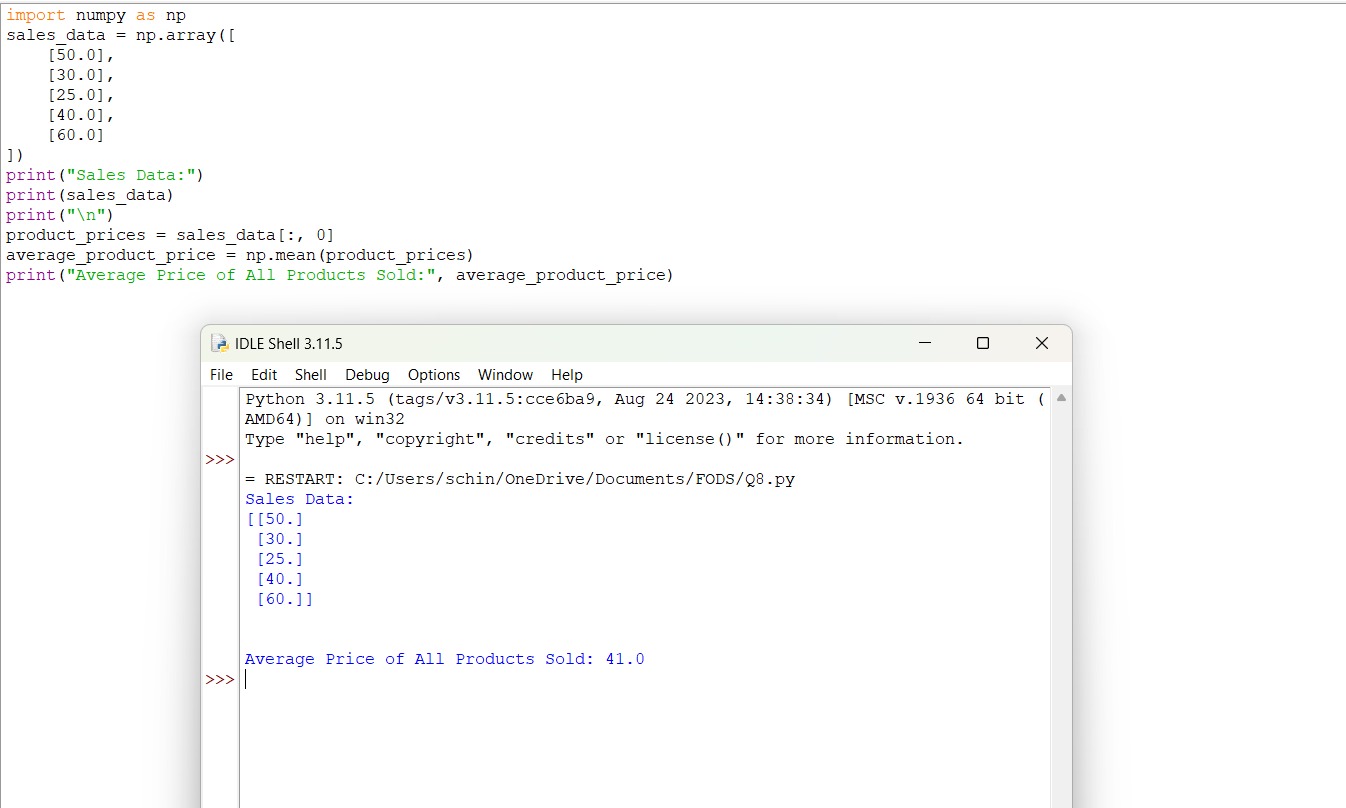 import numpy as np
sales_data = np.array([
    [50.0],
    [30.0],
    [25.0],
    [40.0],
    [60.0]
])
print("Sales Data:")
print(sales_data)
print("\n")
product_prices = sales_data[:, 0]
average_product_price = np.mean(product_prices)
print("Average Price of All Products Sold:", average_product_price)
IDLE Shell 3.11.5
File Edit Shell Debug Options Window Help
Python 3.11.5 (tags/v3.11.5:cce6ba9, Aug 24 2023, 14:38:34) [MSC v.1936 64 bit (
AMD64)] on win32
Type "help", "copyright", "credits" or "license()" for more information.
>>>
= RESTART: C:/Users/schin/OneDrive/Documents/FODS/Q8.py
Sales Data:
[[50.]
 [30.]
 [25.]
 [40.]
 [60.]]
Average Price of All Products Sold: 41.0
>>>